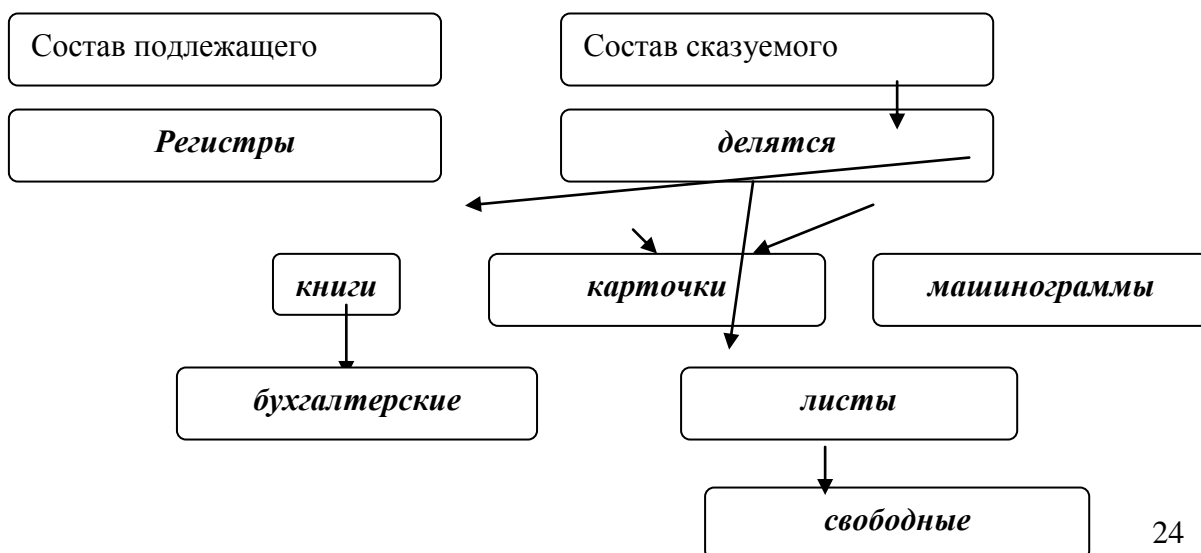 Состав подлежащего
Состав сказуемого
Регистры
делятся
книги
карточки
машинограммы
бухгалтерские
листы
свободные
24